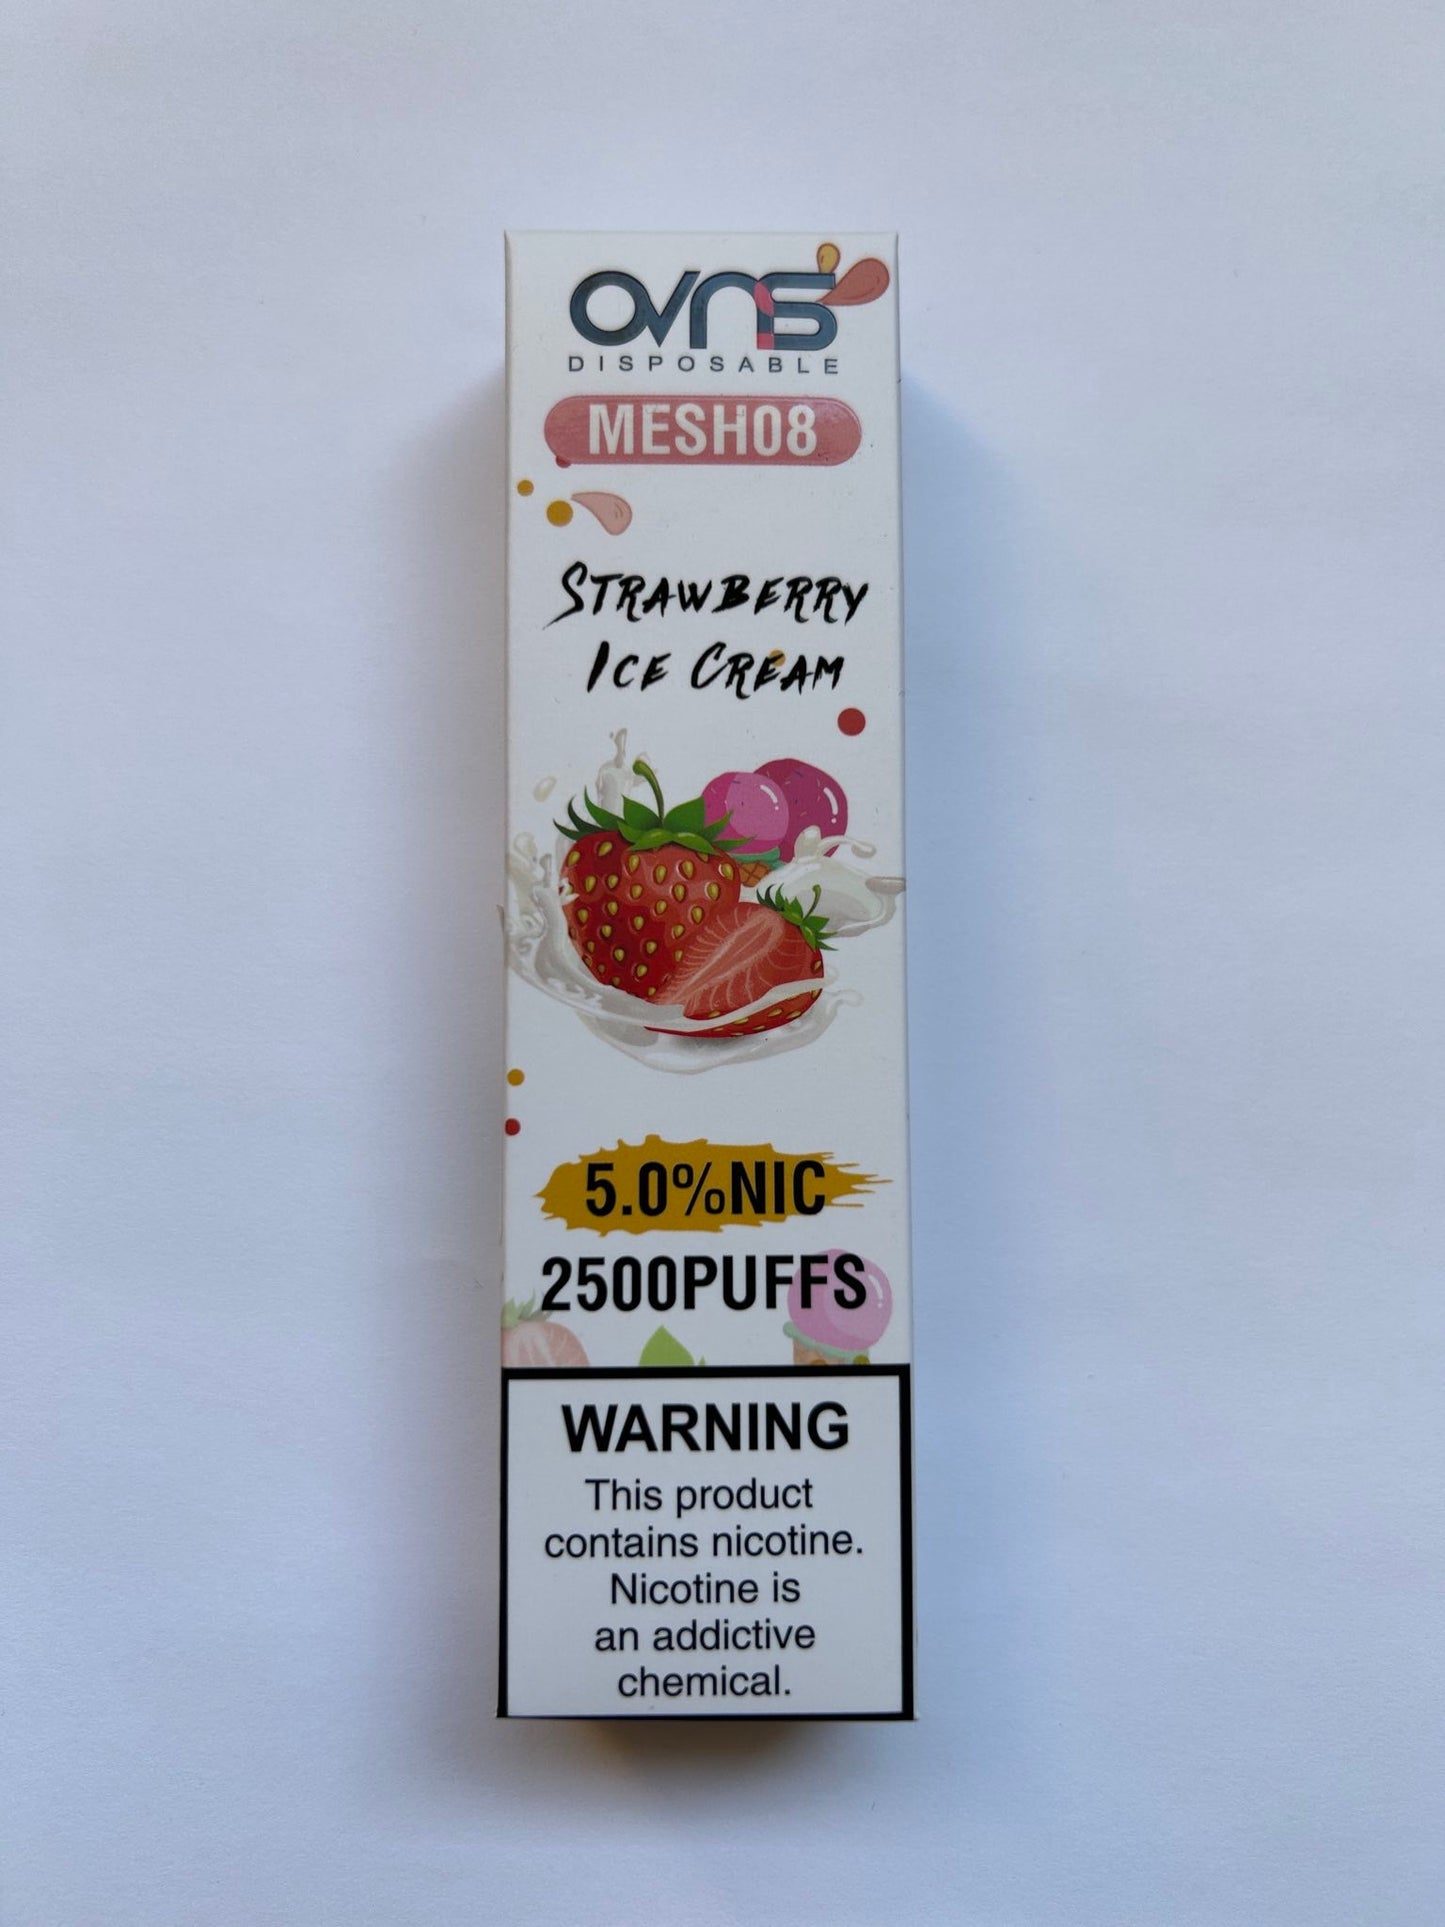 OVNS
DISPOSABLE
MESH08
STRAWBERRY
ICE CREAM
5.0%NIC
2500PUFFS
WARNING
This product
contains nicotine.
Nicotine is
an addictive
chemical.